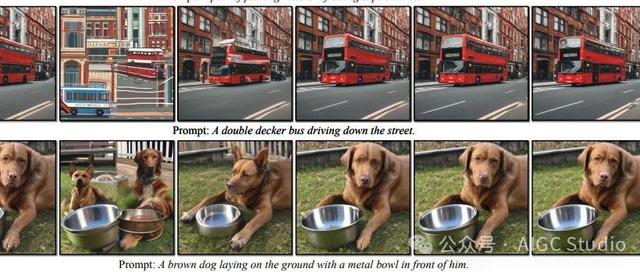 Prompt: A double decker bus driving down the street.
Prompt: A brown dog laying on the ground with a metal bowl in front of him.
公众号 · AIGC Studio